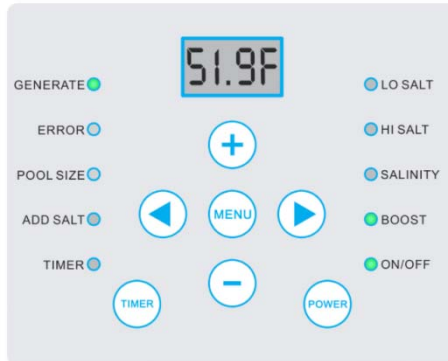 51.9F
GENERATE
LO SALT
ERROR
+
HI SALT
POOL SIZE
SALINITY
ADD SALT
MENU
BOOST
TIMER
−
ON/OFF
TIMER
POWER